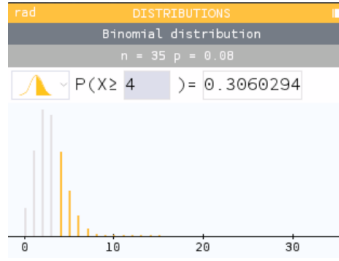 rad DISTRIBUTIONS
Binomial distribution
n = 35 p = 0.08
P(X≥ 4 )= 0.3060294
0 10 20 30